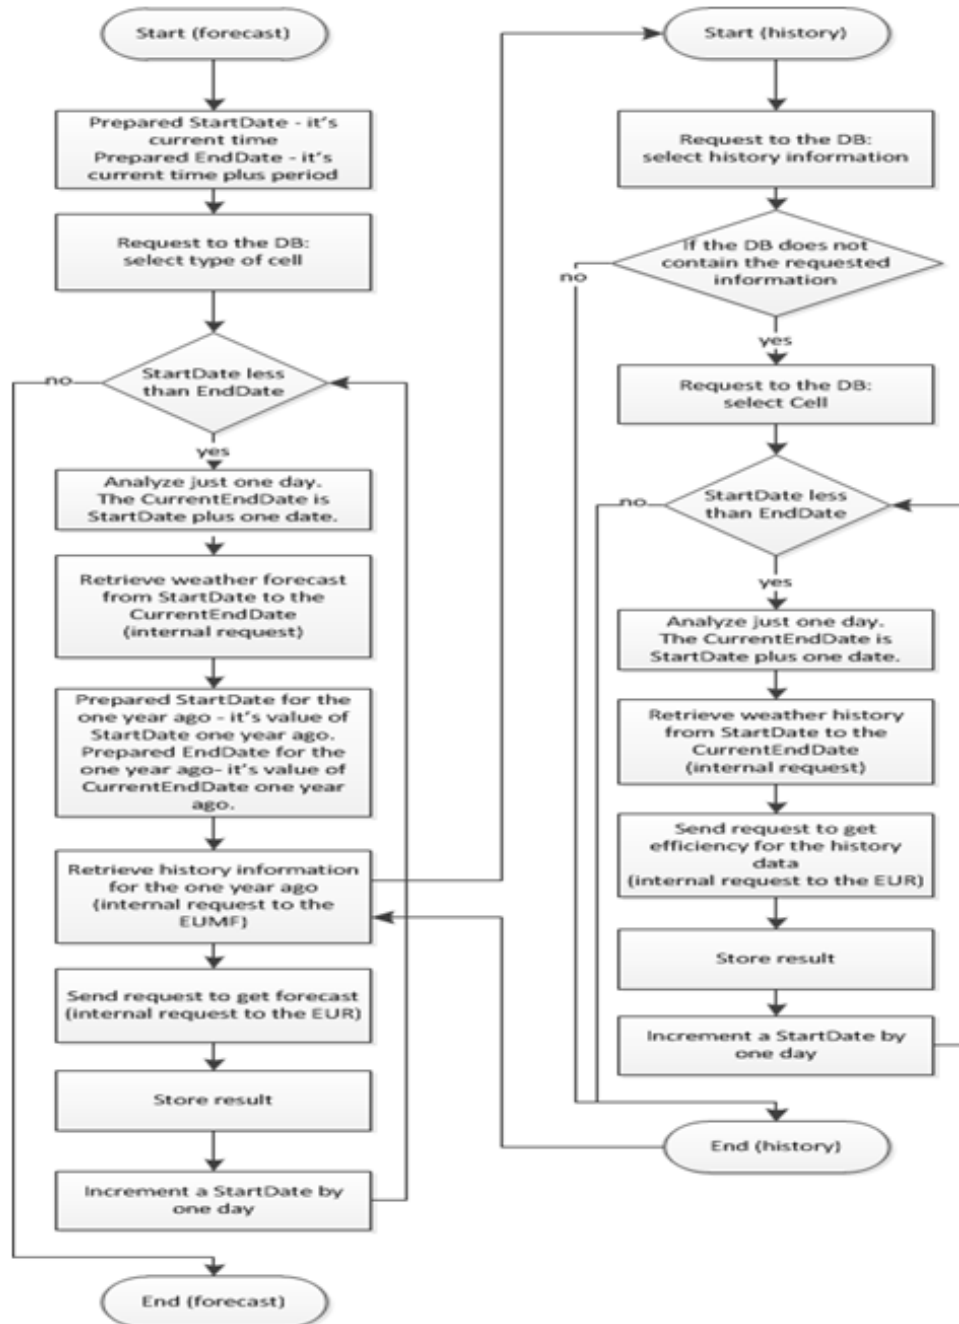 Start (forecast)
Prepared StartDate - it's
current time
Prepared EndDate - it's
current time plus period
Request to the DB:
select type of cell
StartDate less
than EndDate
no
yes
Analyze just one day.
The CurrentEndDate is
StartDate plus one date.
Retrieve weather forecast
from StartDate to the
CurrentEndDate
(internal request)
Prepared StartDate for the
one year ago - it's value of
StartDate one year ago.
Prepared EndDate for the
one year ago- it's value of
CurrentEndDate one year
ago.
Retrieve history information
for the one year ago
(internal request to the
EUMF)
Send request to get forecast
(internal request to the EUR)
Store result
Increment a StartDate by
one day
End (forecast)
Start (history)
Request to the DB:
select history information
If the DB does not
contain the requested
information
no
yes
Request to the DB:
select Cell
StartDate less
than EndDate
no
yes
Analyze just one day.
The CurrentEndDate is
StartDate plus one date.
Retrieve weather history
from StartDate to the
CurrentEndDate
(internal request)
Send request to get
efficiency for the history
data
(internal request to the EUR)
Store result
Increment a StartDate by
one day
End (history)